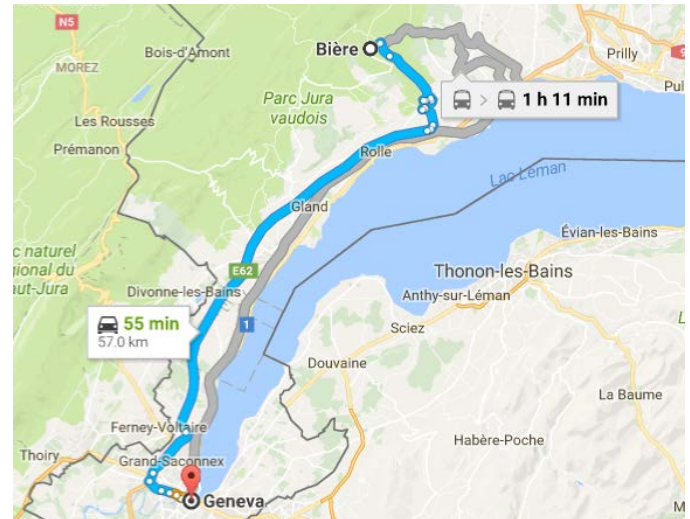 N5
MOREZ
Bois-d'Amont
Bière
Prilly
9
Pul
1 h 11 min
Parc Jura
vaudois
Les Rousses
Prémanon
Rolle
Lac Léman
Gland
Évian-les-Bains
c naturel
gional du
aut-Jura
E62
Thonon-les-Bains
Divonne-les-Bains
Anthy-sur-Léman
55 min
57.0 km
1
Sciez
Douvaine
La Baume
Ferney-Voltaire
Habère-Poche
Thoiry
Grand-Saconnex
Geneva
M